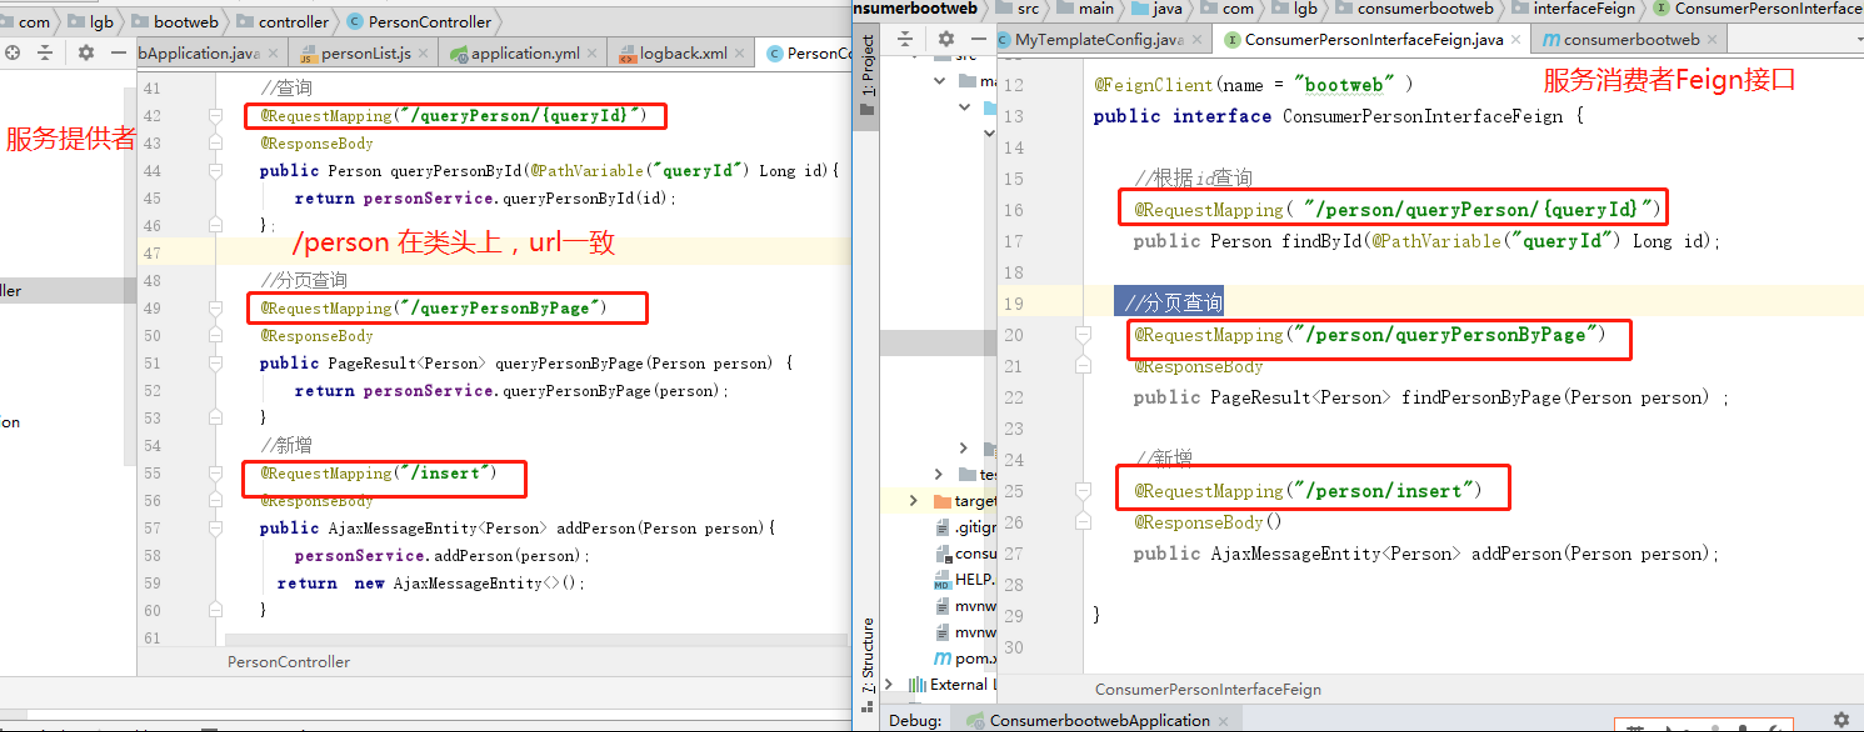 com lgb bootweb controller PersonController
bApplication.java personList.js application.yml logback.xml PersonCo
服务提供者
ller
ion
41 //查询
42 @RequestMapping("/queryPerson/{queryId}")
43 @ResponseBody
44 public Person queryPersonById(@PathVariable("queryId") Long id){
45 return personService.queryPersonById(id);
46 };
/person 在类头上，url一致
47
48 //分页查询
49 @RequestMapping("/queryPersonByPage")
50 @ResponseBody
51 public PageResult<Person> queryPersonByPage(Person person) {
52 return personService.queryPersonByPage(person);
53 }
54 //新增
55 @RequestMapping("/insert")
56 @ResponseBody
57 public AjaxMessageEntity<Person> addPerson(Person person){
58 personService.addPerson(person);
59 return new AjaxMessageEntity<>();
60 }
61
PersonController
onsumerbootweb src main java com lgb consumerbootweb interfaceFeign ConsumerPersonInterface
MyTemplateConfig.java ConsumerPersonInterfaceFeign.java consumerbootweb
1: Project
7: Structure
src
ma
tes
target
.gitigr
consu
HELP.
mvnw
mvnw
pom.x
External L
服务消费者Feign接口
12 @FeignClient(name = "bootweb" )
13 public interface ConsumerPersonInterfaceFeign {
14
15 //根据id查询
16 @RequestMapping( "/person/queryPerson/{queryId}")
17 public Person findById(@PathVariable("queryId") Long id);
18
19 //分页查询
20 @RequestMapping("/person/queryPersonByPage")
21 @ResponseBody
22 public PageResult<Person> findPersonByPage(Person person) ;
23
24 //新增
25 @RequestMapping("/person/insert")
26 @ResponseBody()
27 public AjaxMessageEntity<Person> addPerson(Person person);
28
29 }
30
ConsumerPersonInterfaceFeign
Debug: ConsumerbootwebApplication